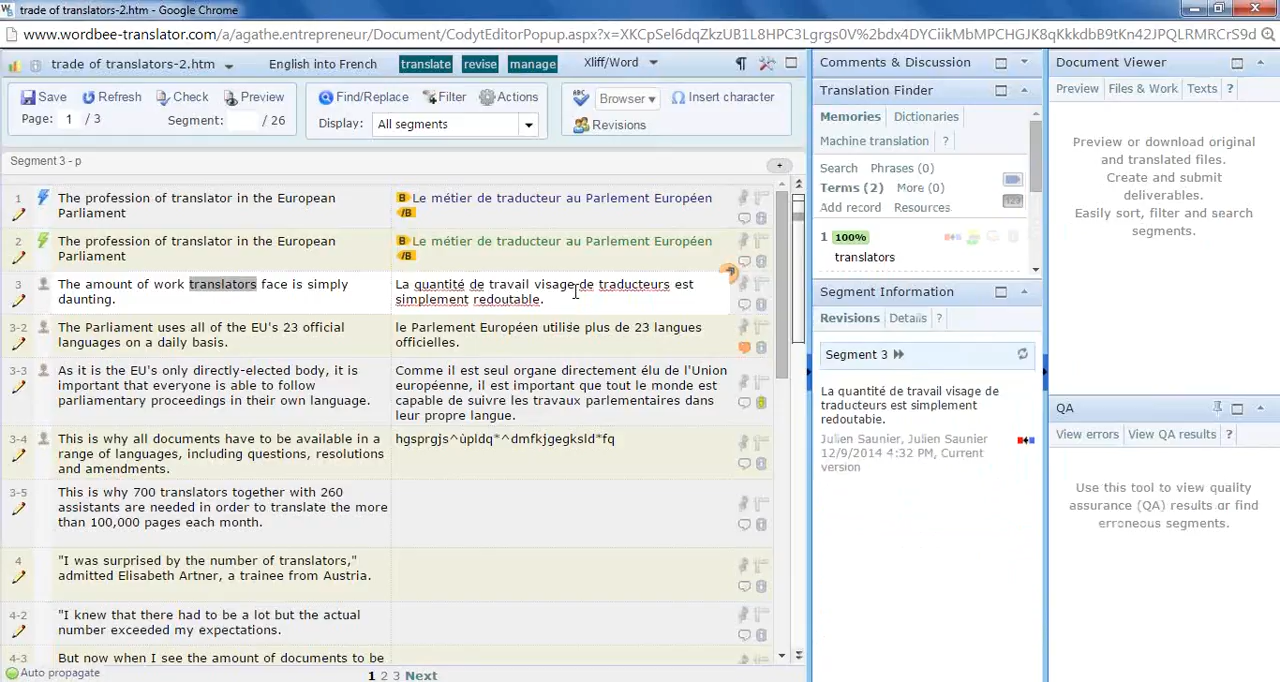 trade of translators-2.htm - Google Chrome
www.wordbee-translator.com/a/agathe.entrepreneur/Document/CodytEditorPopup.aspx?x=XKCpSel6dqZkzUB1L8HPC3Lgrgs0V%2bdx4DYCiikMbMPCHGJK8qKkkdbB9tKn42JPQLRMRCrS9d
trade of translators-2.htm
English into French
translate
revise
manage
Xliff/Word
Save
Refresh
Check
Preview
Page: 1 / 3
Segment: / 26
Find/Replace
Filter
Actions
Display: All segments
ABC
Browser
Insert character
Revisions
Segment 3 - p
+
1
The profession of translator in the European
Parliament
B Le métier de traducteur au Parlement Européen
/B
2
The profession of translator in the European
Parliament
B Le métier de traducteur au Parlement Européen
/B
3
The amount of work translators face is simply
daunting.
La quantité de travail visage de traducteurs est
simplement redoutable.
3-2
The Parliament uses all of the EU's 23 official
languages on a daily basis.
le Parlement Européen utilise plus de 23 langues
officielles.
3-3
As it is the EU's only directly-elected body, it is
important that everyone is able to follow
parliamentary proceedings in their own language.
Comme il est seul organe directement élu de l'Union
européenne, il est important que tout le monde est
capable de suivre les travaux parlementaires dans
leur propre langue.
3-4
This is why all documents have to be available in a
range of languages, including questions, resolutions
and amendments.
hgsprgjs^ùpldq*^dmfkjgegksld*fq
3-5
This is why 700 translators together with 260
assistants are needed in order to translate the more
than 100,000 pages each month.
4
"I was surprised by the number of translators,"
admitted Elisabeth Artner, a trainee from Austria.
4-2
"I knew that there had to be a lot but the actual
number exceeded my expectations.
4-3
But now when I see the amount of documents to be
Auto propagate
1 2 3 Next
Comments & Discussion
Translation Finder
Memories
Dictionaries
Machine translation
?
Search
Phrases (0)
Terms (2)
More (0)
Add record
Resources
123
1 100%
translators
Segment Information
Revisions
Details
?
Segment 3
La quantité de travail visage de
traducteurs est simplement
redoutable.
Julien Saunier, Julien Saunier
12/9/2014 4:32 PM, Current
version
Document Viewer
Preview
Files & Work
Texts
?
Preview or download original
and translated files.
Create and submit
deliverables.
Easily sort, filter and search
segments.
QA
View errors
View QA results
?
Use this tool to view quality
assurance (QA) results or find
erroneous segments.